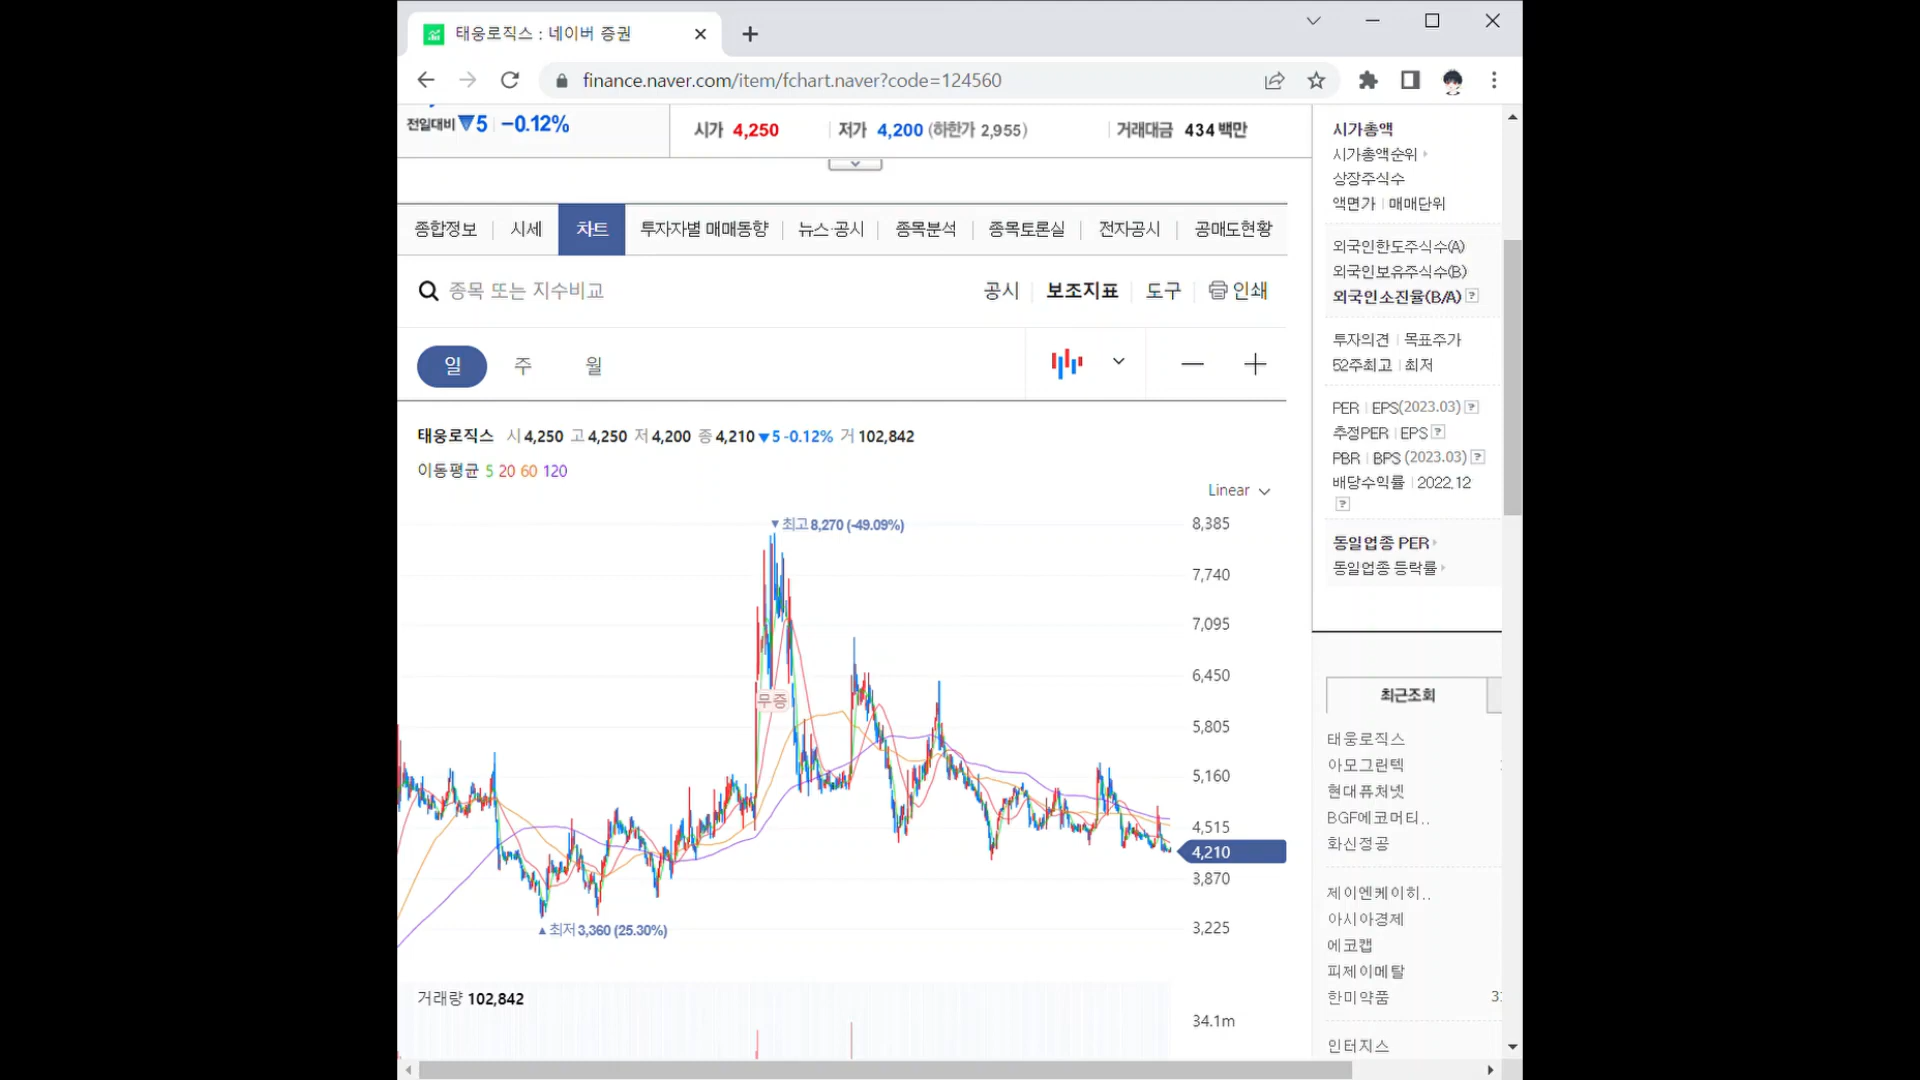 태웅로직스 : 네이버 증권
finance.naver.com/item/fchart.naver?code=124560
전일대비 ▼5 -0.12%
시가 4,250 저가 4,200 (하한가 2,955) 거래대금 434 백만
종합정보 시세 차트 투자자별 매매동향 뉴스·공시 종목분석 종목토론실 전자공시 공매도현황
종목 또는 지수비교
공시 보조지표 도구 인쇄
일 주 월
태웅로직스 시 4,250 고 4,250 저 4,200 종 4,210 ▼5 -0.12% 거 102,842
이동평균 5 20 60 120
Linear
▼최고 8,270 (-49.09%)
8,385
7,740
7,095
6,450
무증
5,805
5,160
4,515
4,210
3,870
3,225
▲최저 3,360 (25.30%)
거래량 102,842
34.1m
시가총액
시가총액순위
상장주식수
액면가 매매단위
외국인한도주식수(A)
외국인보유주식수(B)
외국인소진율(B/A) ?
투자의견 목표주가
52주최고 최저
PER EPS(2023.03) ?
추정PER EPS ?
PBR BPS (2023.03) ?
배당수익률 2022.12
?
동일업종 PER
동일업종 등락률
최근조회
태웅로직스
아모그린텍
현대퓨처넷
BGF에코머티..
화신정공
제이엔케이히..
아시아경제
에코캡
피제이메탈
한미약품
인터지스